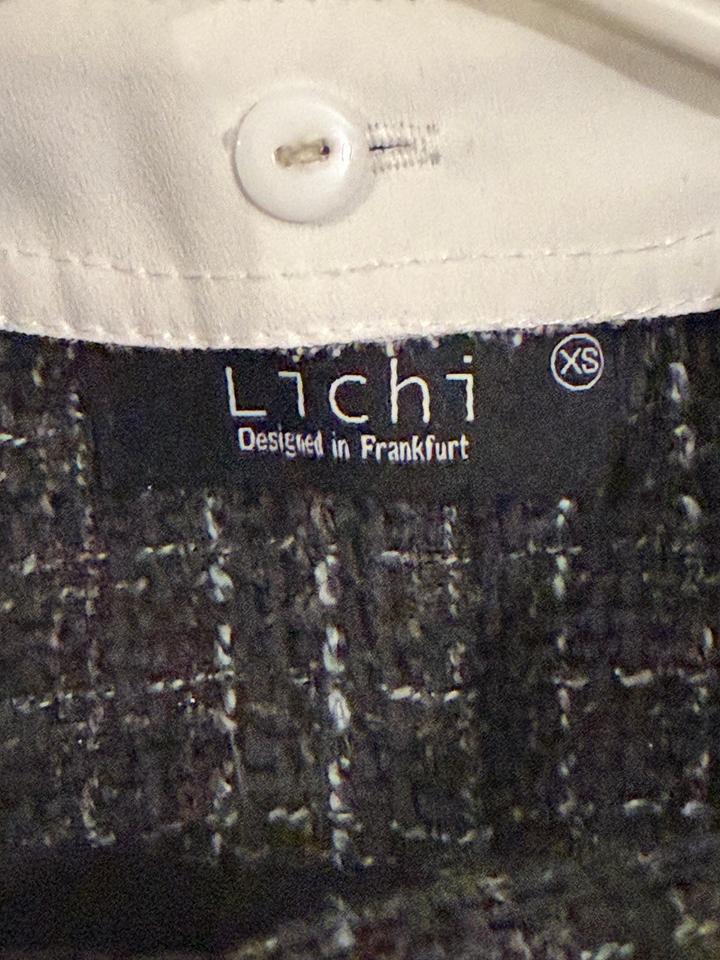 Lichi
XS
Designed in Frankfurt